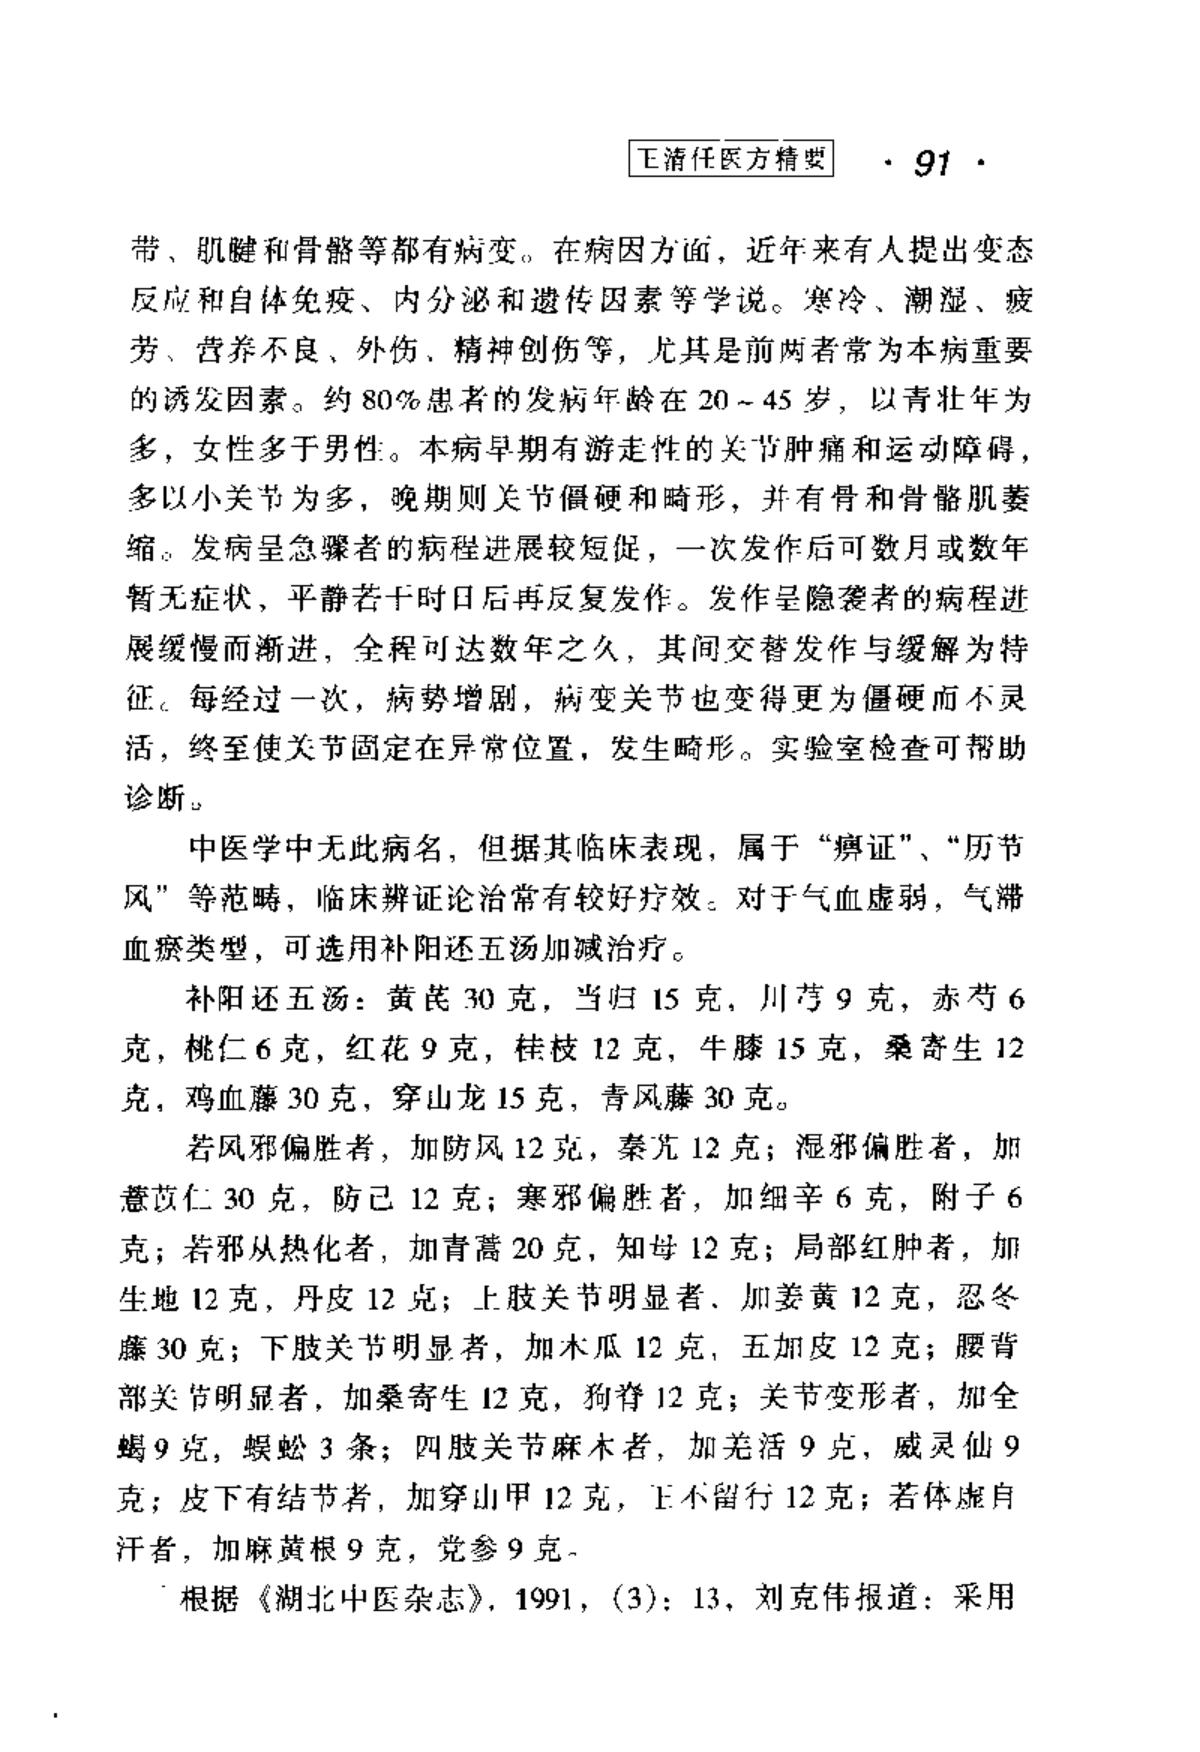 王清任医方精要 · 91 ·
带、肌腱和骨骼等都有病变。在病因方面，近年来有人提出变态
反应和自体免疫、内分泌和遗传因素等学说。寒冷、潮湿、疲
劳、营养不良、外伤、精神创伤等，尤其是前两者常为本病重要
的诱发因素。约 80%患者的发病年龄在 20～45 岁，以青壮年为
多，女性多于男性。本病早期有游走性的关节肿痛和运动障碍，
多以小关节为多，晚期则关节僵硬和畸形，并有骨和骨骼肌萎
缩。发病呈急骤者的病程进展较短促，一次发作后可数月或数年
暂无症状，平静若干时日后再反复发作。发作呈隐袭者的病程进
展缓慢而渐进，全程可达数年之久，其间交替发作与缓解为特
征。每经过一次，病势增剧，病变关节也变得更为僵硬而不灵
活，终至使关节固定在异常位置，发生畸形。实验室检查可帮助
诊断。
中医学中无此病名，但据其临床表现，属于“痹证”、“历节
风”等范畴，临床辨证论治常有较好疗效。对于气血虚弱，气滞
血瘀类型，可选用补阳还五汤加减治疗。
补阳还五汤：黄芪 30 克，当归 15 克，川芎 9 克，赤芍 6
克，桃仁 6 克，红花 9 克，桂枝 12 克，牛膝 15 克，桑寄生 12
克，鸡血藤 30 克，穿山龙 15 克，青风藤 30 克。
若风邪偏胜者，加防风 12 克，秦艽 12 克；湿邪偏胜者，加
薏苡仁 30 克，防己 12 克；寒邪偏胜者，加细辛 6 克，附子 6
克；若邪从热化者，加青蒿 20 克，知母 12 克；局部红肿者，加
生地 12 克，丹皮 12 克；上肢关节明显者，加姜黄 12 克，忍冬
藤 30 克；下肢关节明显者，加木瓜 12 克，五加皮 12 克；腰背
部关节明显者，加桑寄生 12 克，狗脊 12 克；关节变形者，加全
蝎 9 克，蜈蚣 3 条；四肢关节麻木者，加羌活 9 克，威灵仙 9
克；皮下有结节者，加穿山甲 12 克，王不留行 12 克；若体虚自
汗者，加麻黄根 9 克，党参 9 克。
根据《湖北中医杂志》，1991，（3）：13，刘克伟报道：采用